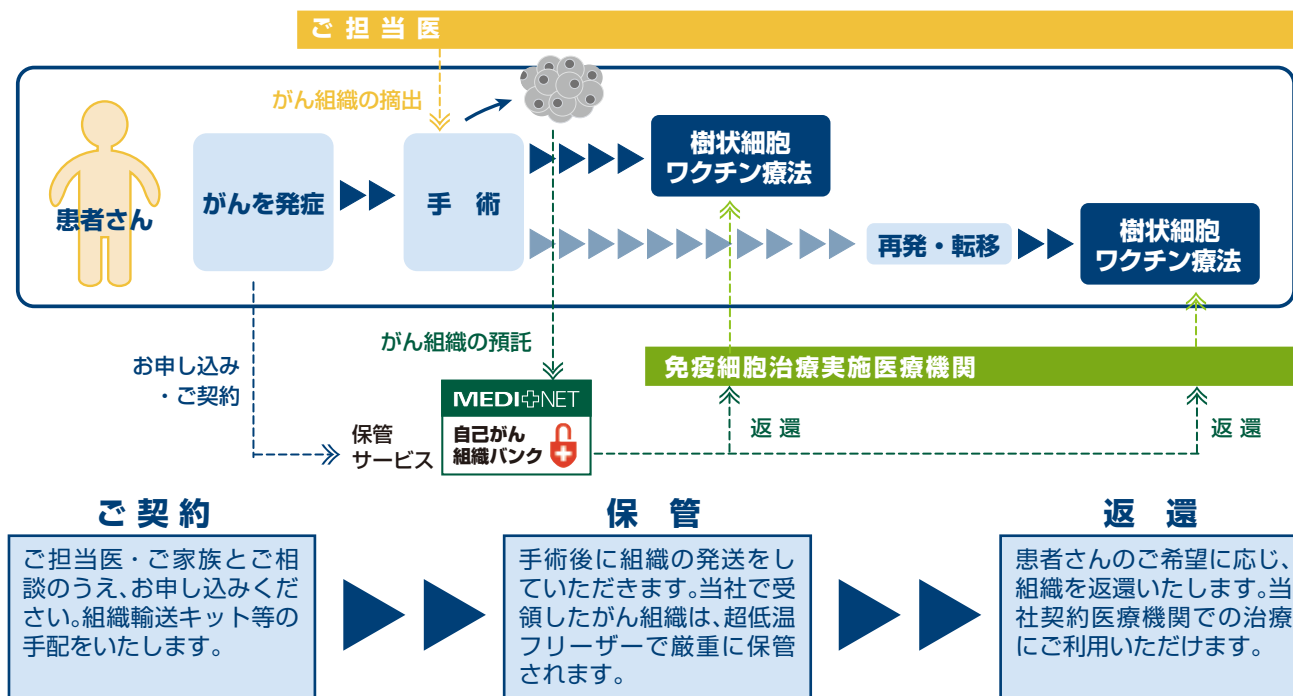 ご担当医
がん組織の摘出
患者さん
がんを発症
手 術
樹状細胞
ワクチン療法
再発・転移
樹状細胞
ワクチン療法
お申し込み
・ご契約
がん組織の預託
免疫細胞治療実施医療機関
保管
サービス
MEDI NET
自己がん
組織バンク
返 還
返 還
ご 契 約
ご担当医・ご家族とご相
談のうえ、お申し込みくだ
さい。組織輸送キット等の
手配をいたします。
保 管
手術後に組織の発送をし
ていただきます。当社で受
領したがん組織は、超低温
フリーザーで厳重に保管
されます。
返 還
患者さんのご希望に応じ、
組織を返還いたします。当
社契約医療機関での治療
にご利用いただけます。